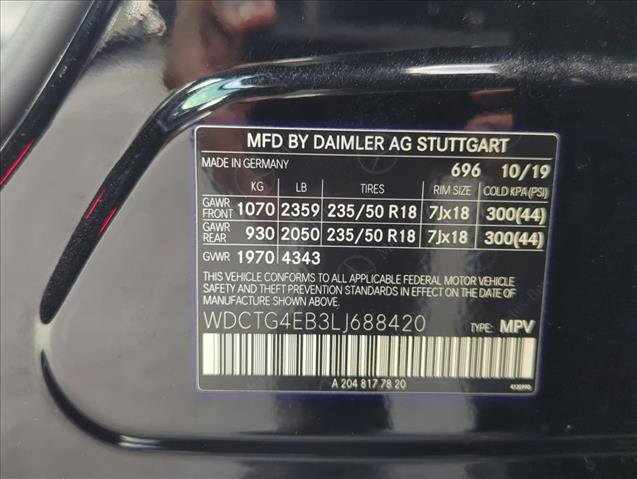 MFD BY DAIMLER AG STUTTGART
MADE IN GERMANY 696 10/19
KG LB TIRES RIM SIZE COLD KPA(PSI)
GAWR FRONT 1070 2359 235/50 R18 7Jx18 300(44)
GAWR REAR 930 2050 235/50 R18 7Jx18 300(44)
GVWR 1970 4343
THIS VEHICLE CONFORMS TO ALL APPLICABLE FEDERAL MOTOR VEHICLE
SAFETY AND THEFT PREVENTION STANDARDS IN EFFECT ON THE DATE OF
MANUFACTURE SHOWN ABOVE.
WDCTG4EB3LJ688420 TYPE: MPV
A 204 817 78 20